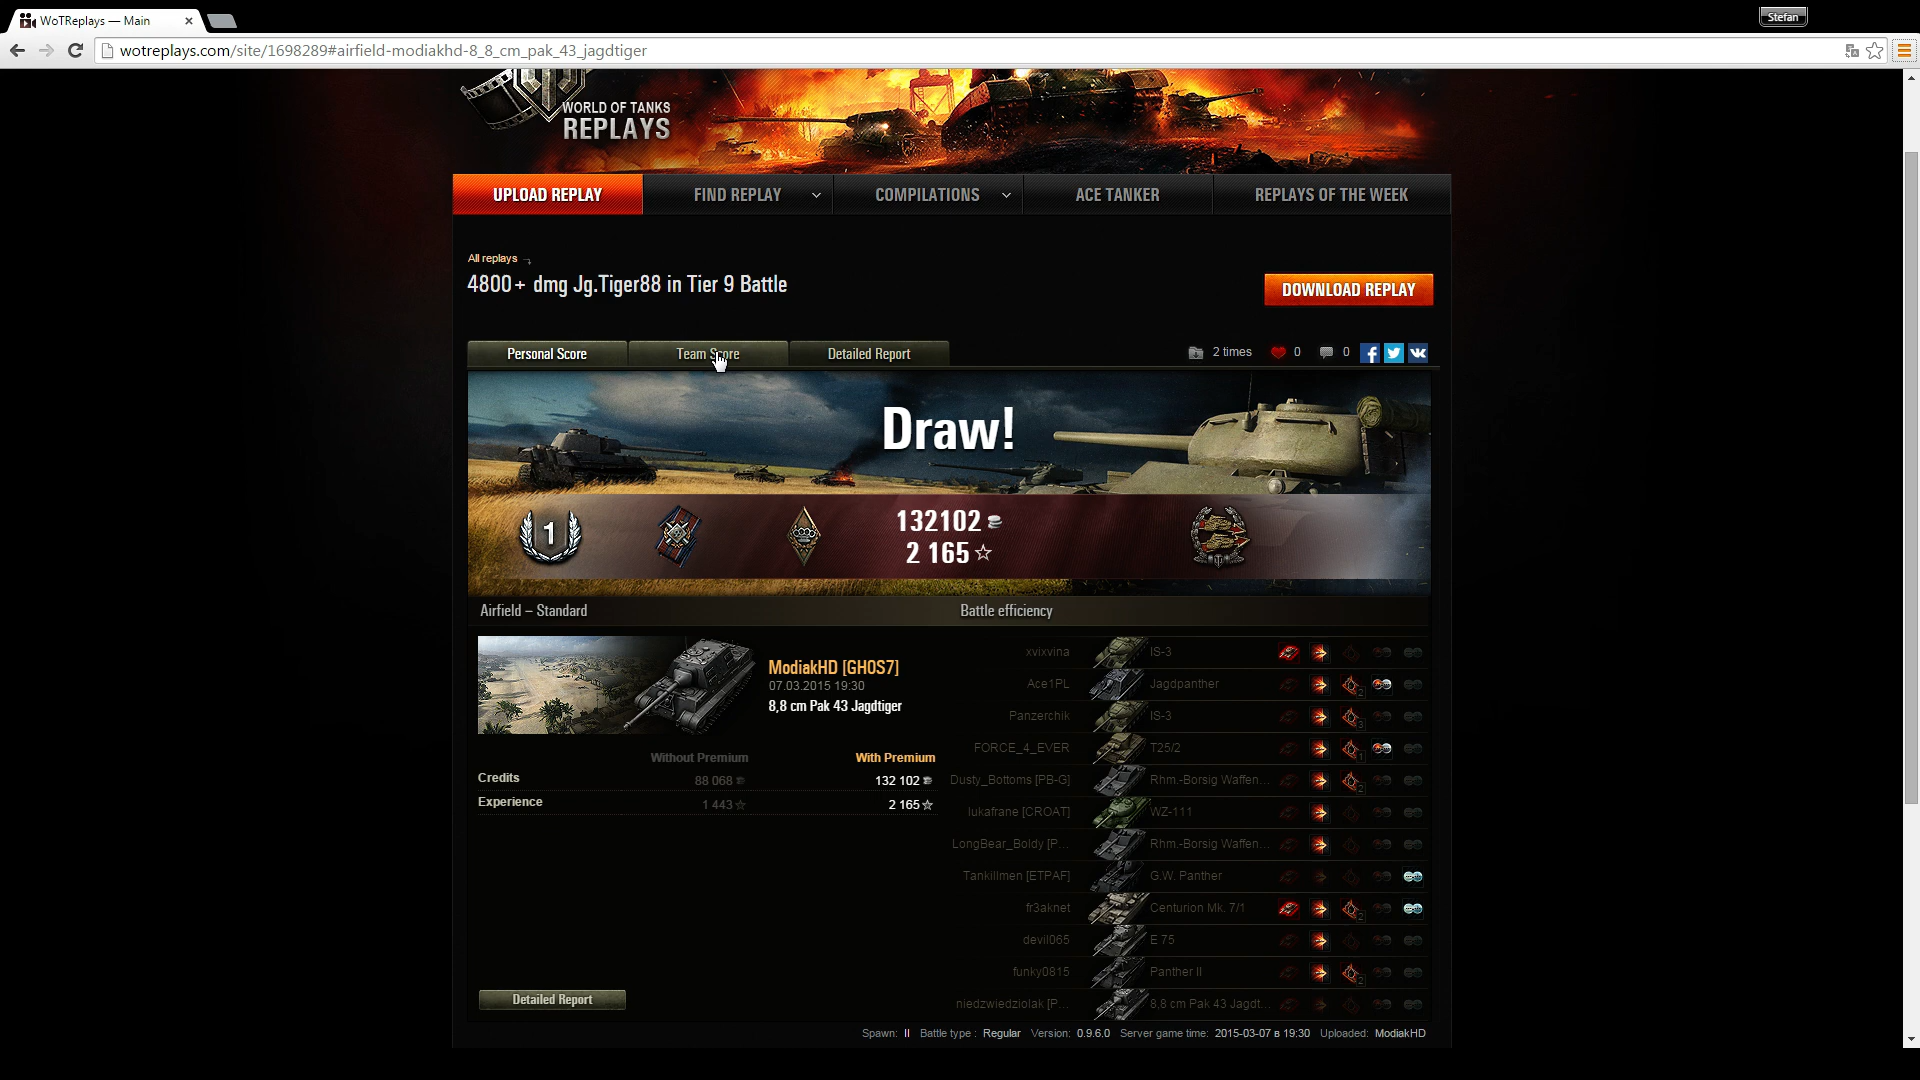 WoTReplays — Main
Stefan
wotreplays.com/site/1698289#airfield-modiakhd-8_8_cm_pak_43_jagdtiger
WORLD OF TANKS
REPLAYS
UPLOAD REPLAY
FIND REPLAY
COMPILATIONS
ACE TANKER
REPLAYS OF THE WEEK
All replays
4800+ dmg Jg.Tiger88 in Tier 9 Battle
DOWNLOAD REPLAY
Personal Score
Team Score
Detailed Report
2 times
0
0
Draw!
1
132102
2 165
Airfield – Standard
Battle efficiency
ModiakHD [GHOS7]
07.03.2015 19:30
8,8 cm Pak 43 Jagdtiger
Without Premium With Premium
Credits 88 068 132 102
Experience 1 443 2 165
xvixvina IS-3
Ace1PL Jagdpanther 2
Panzerchik IS-3 3
FORCE_4_EVER T25/2 1
Dusty_Bottoms [PB-G] Rhm.-Borsig Waffen... 2
lukafrane [CROAT] WZ-111
LongBear_Boldy [P... Rhm.-Borsig Waffen...
Tankillmen [ETPAF] G.W. Panther
fr3aknet Centurion Mk. 7/1 2
devil065 E 75
funky0815 Panther II 2
niedzwiedziolak [P... 8,8 cm Pak 43 Jagdt...
Detailed Report
Spawn: II Battle type : Regular Version: 0.9.6.0 Server game time: 2015-03-07 в 19:30 Uploaded: ModiakHD